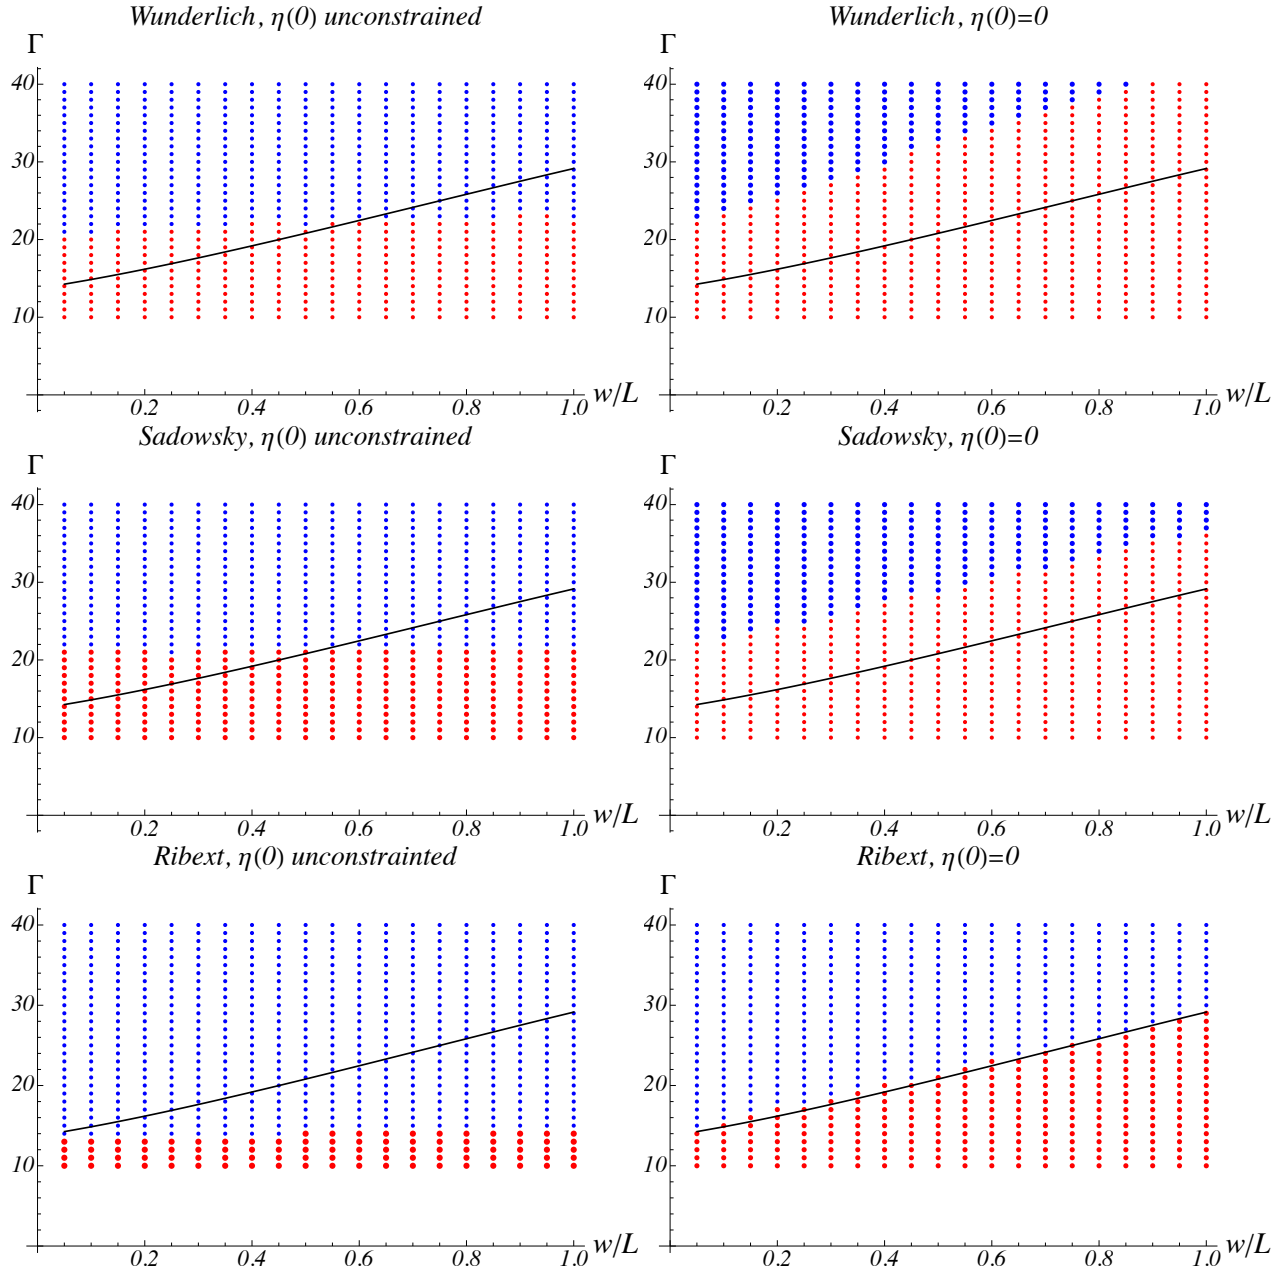 Wunderlich, η(0) unconstrained
Γ
40
30
20
10
0.2 0.4 0.6 0.8 1.0 w/L
Wunderlich, η(0)=0
Γ
40
30
20
10
0.2 0.4 0.6 0.8 1.0 w/L
Sadowsky, η(0) unconstrained
Γ
40
30
20
10
0.2 0.4 0.6 0.8 1.0 w/L
Sadowsky, η(0)=0
Γ
40
30
20
10
0.2 0.4 0.6 0.8 1.0 w/L
Ribext, η(0) unconstrainted
Γ
40
30
20
10
0.2 0.4 0.6 0.8 1.0 w/L
Ribext, η(0)=0
Γ
40
30
20
10
0.2 0.4 0.6 0.8 1.0 w/L